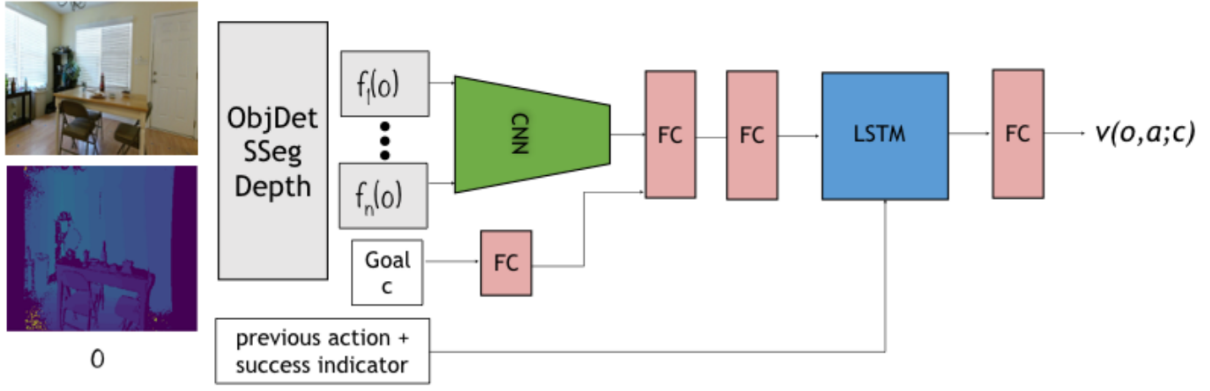 o
ObjDet
SSeg
Depth
f₁(o)
fₙ(o)
CNN
Goal
c
FC
FC
FC
LSTM
FC
v(o,a;c)
previous action +
success indicator